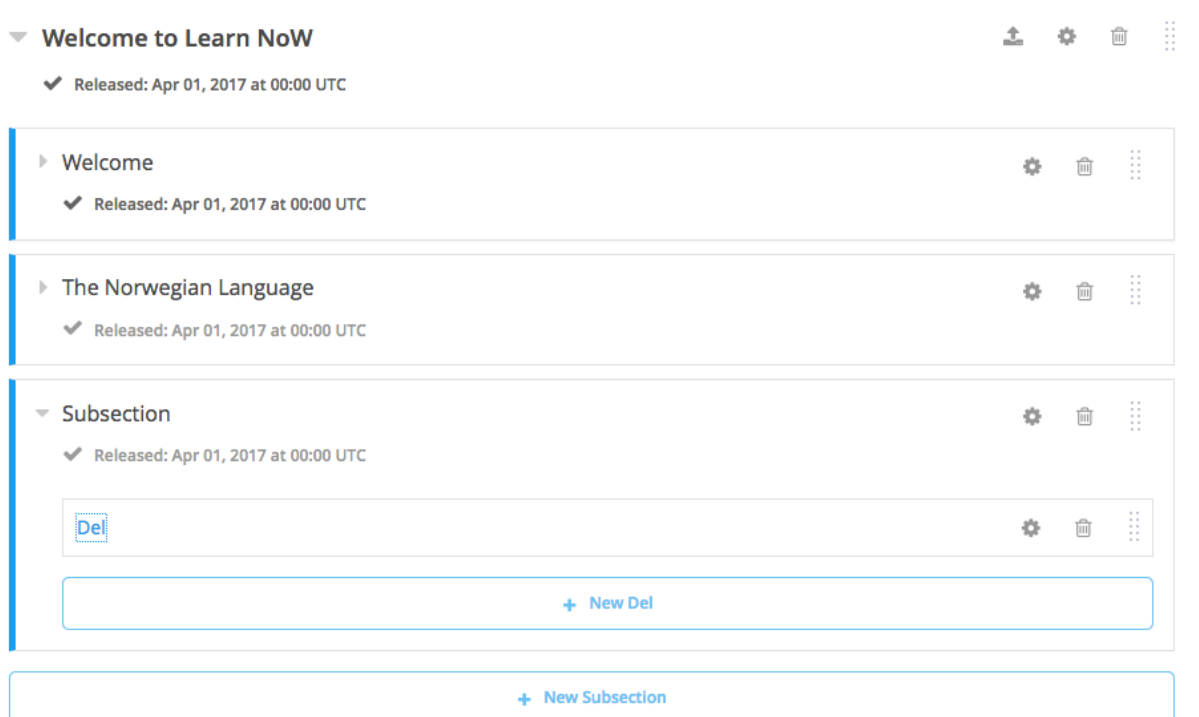 Welcome to Learn NoW
Released: Apr 01, 2017 at 00:00 UTC
Welcome
Released: Apr 01, 2017 at 00:00 UTC
The Norwegian Language
Released: Apr 01, 2017 at 00:00 UTC
Subsection
Released: Apr 01, 2017 at 00:00 UTC
Del
+ New Del
+ New Subsection